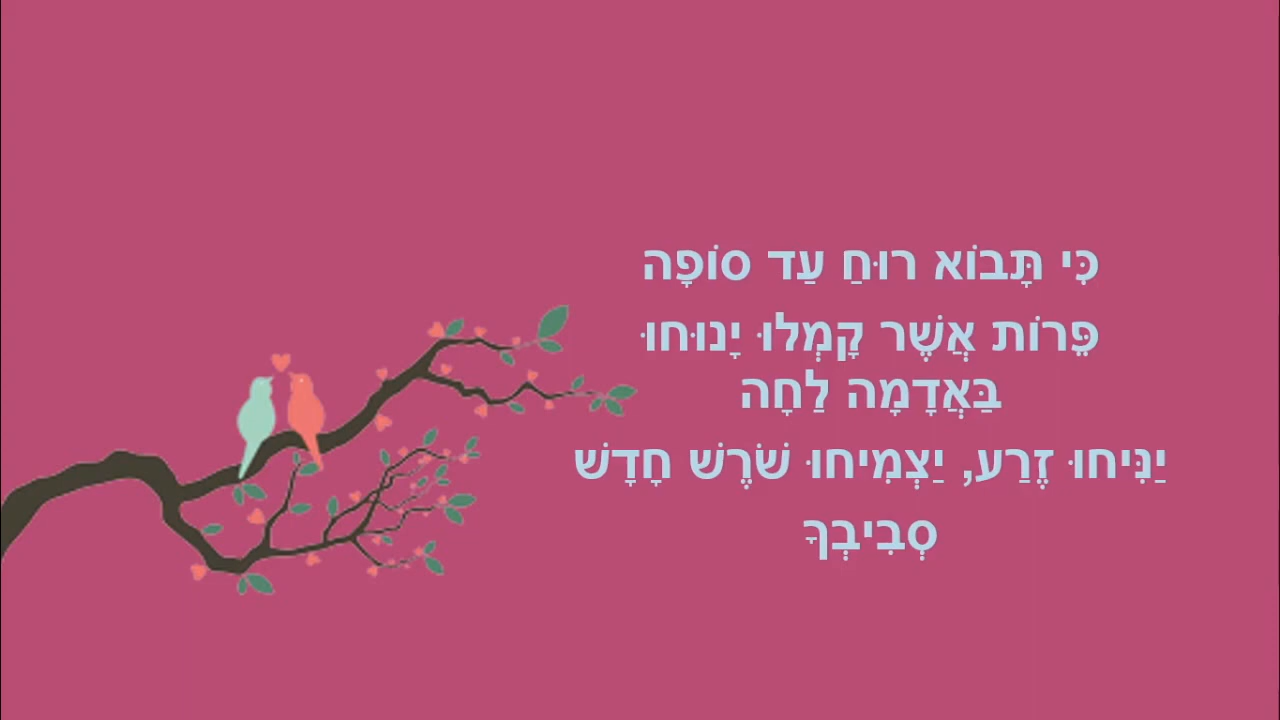 כִּי תָּבוֹא רוּחַ עַד סוֹפָה
פֵּרוֹת אֲשֶׁר קָמְלוּ יָנוּחוּ
בַּאֲדָמָה לַחָה
יַנִּיחוּ זֶרַע, יַצְמִיחוּ שֹׁרֶשׁ חָדָשׁ
סְבִיבְךָ